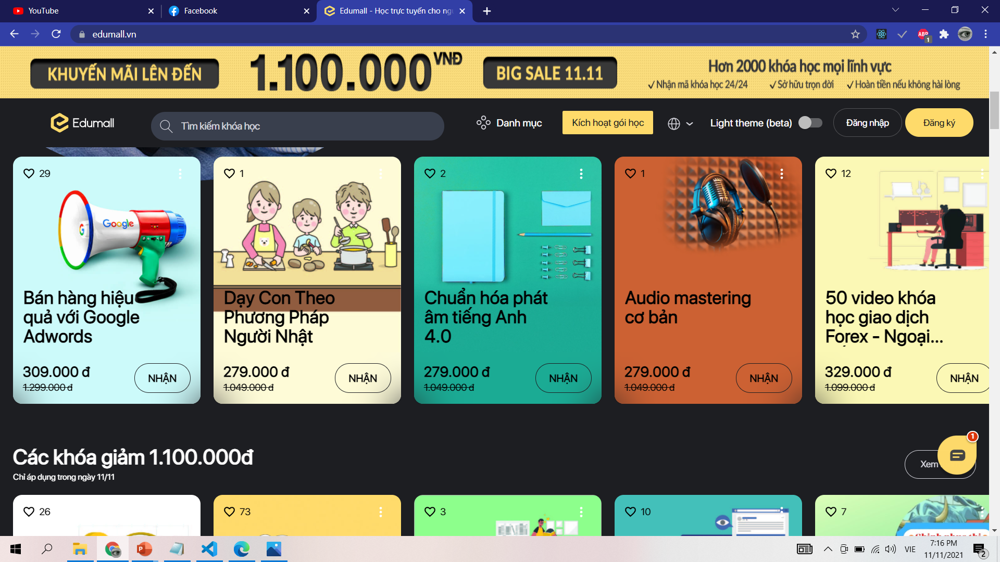 YouTube
Facebook
Edumall - Học trực tuyến cho ngu
edumall.vn
ABP
1
KHUYẾN MÃI LÊN ĐẾN
1.100.000 VNĐ
BIG SALE 11.11
Hơn 2000 khóa học mọi lĩnh vực
✓ Nhận mã khóa học 24/24 ✓ Sở hữu trọn đời ✓ Hoàn tiền nếu không hài lòng
Edumall
Tìm kiếm khóa học
Danh mục
Kích hoạt gói học
Light theme (beta)
Đăng nhập
Đăng ký
29
Google
Bán hàng hiệu
quả với Google
Adwords
309.000 đ
1.299.000 đ
NHẬN
1
Dạy Con Theo
Phương Pháp
Người Nhật
279.000 đ
1.049.000 đ
NHẬN
2
Chuẩn hóa phát
âm tiếng Anh
4.0
279.000 đ
1.049.000 đ
NHẬN
1
Audio mastering
cơ bản
279.000 đ
1.049.000 đ
NHẬN
12
50 video khóa
học giao dịch
Forex - Ngoại...
329.000 đ
1.099.000 đ
NHẬN
Các khóa giảm 1.100.000đ
Chỉ áp dụng trong ngày 11/11
Xem
1
26
73
3
10
7
VIE
7:16 PM
11/11/2021
2